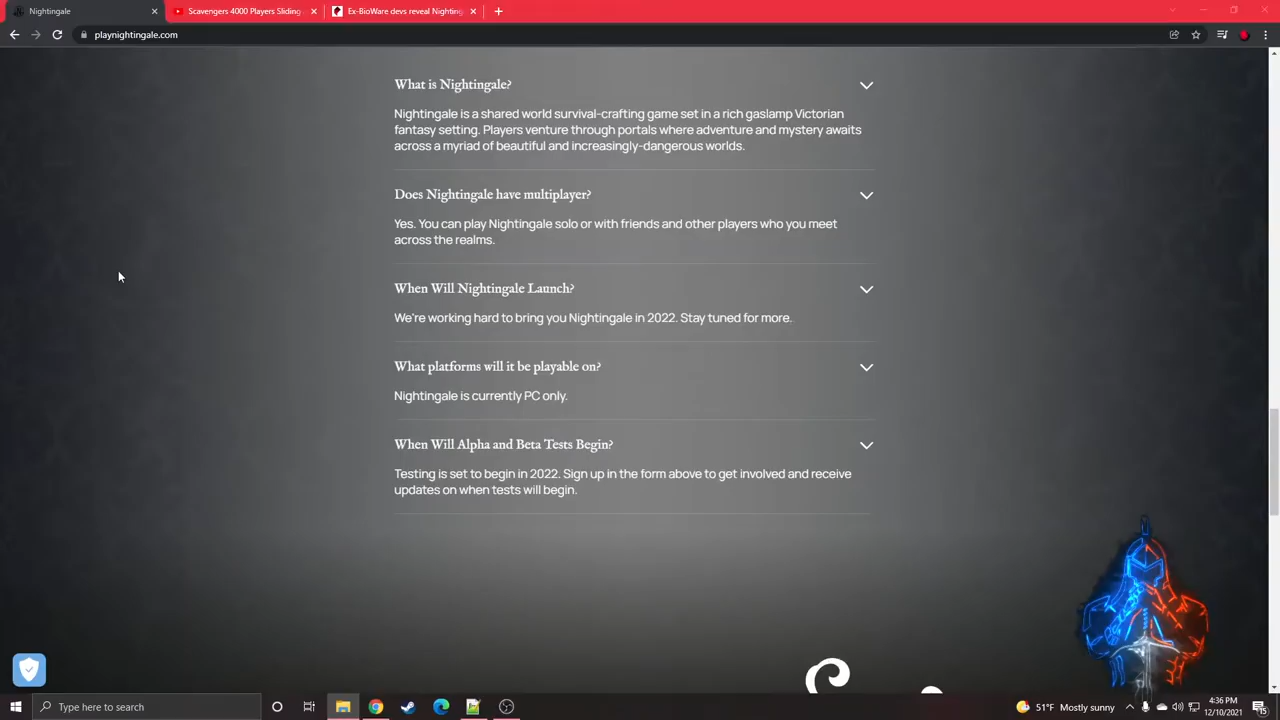 Nightingale
Scavengers 4000 Players Sliding
Ex-BioWare devs reveal Nighting
playnightingale.com
What is Nightingale?
Nightingale is a shared world survival-crafting game set in a rich gaslamp Victorian
fantasy setting. Players venture through portals where adventure and mystery awaits
across a myriad of beautiful and increasingly-dangerous worlds.
Does Nightingale have multiplayer?
Yes. You can play Nightingale solo or with friends and other players who you meet
across the realms.
When Will Nightingale Launch?
We're working hard to bring you Nightingale in 2022. Stay tuned for more.
What platforms will it be playable on?
Nightingale is currently PC only.
When Will Alpha and Beta Tests Begin?
Testing is set to begin in 2022. Sign up in the form above to get involved and receive
updates on when tests will begin.
Type here to search
51°F Mostly sunny
4:36 PM
12/10/2021
15